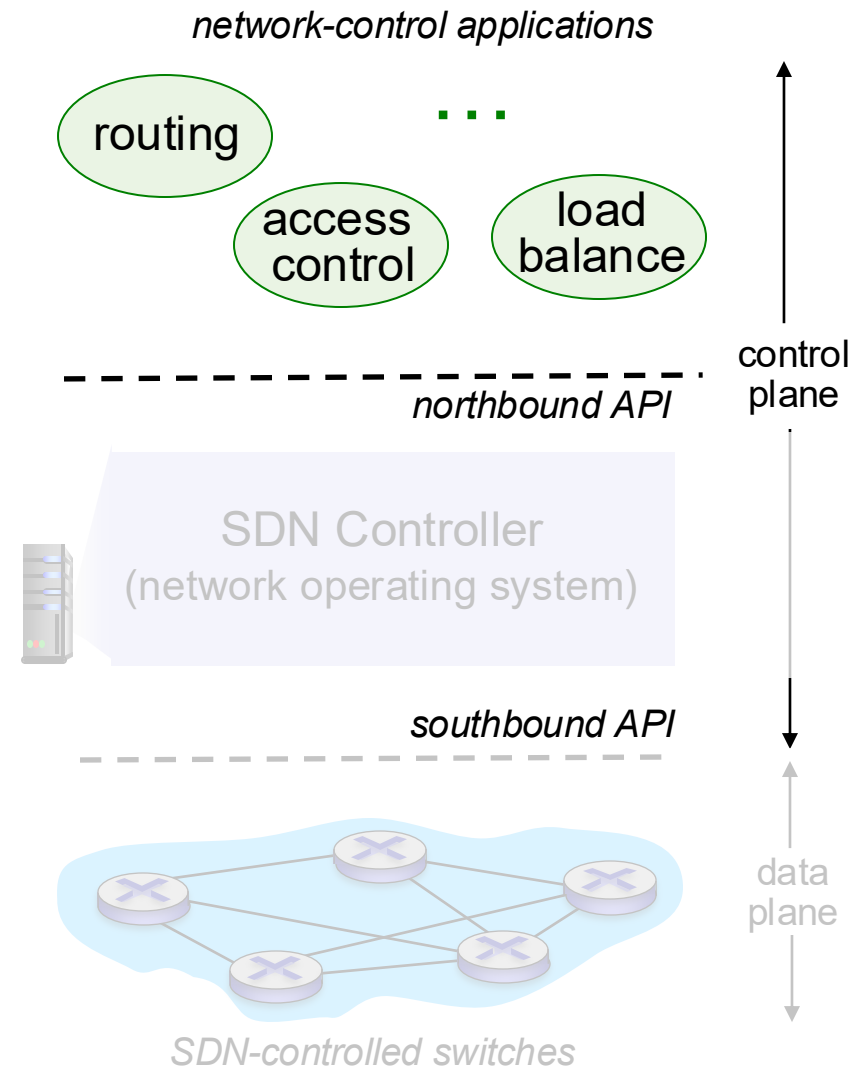 network-control applications
routing
...
access
control
load
balance
control
plane
northbound API
SDN Controller
(network operating system)
southbound API
data
plane
SDN-controlled switches